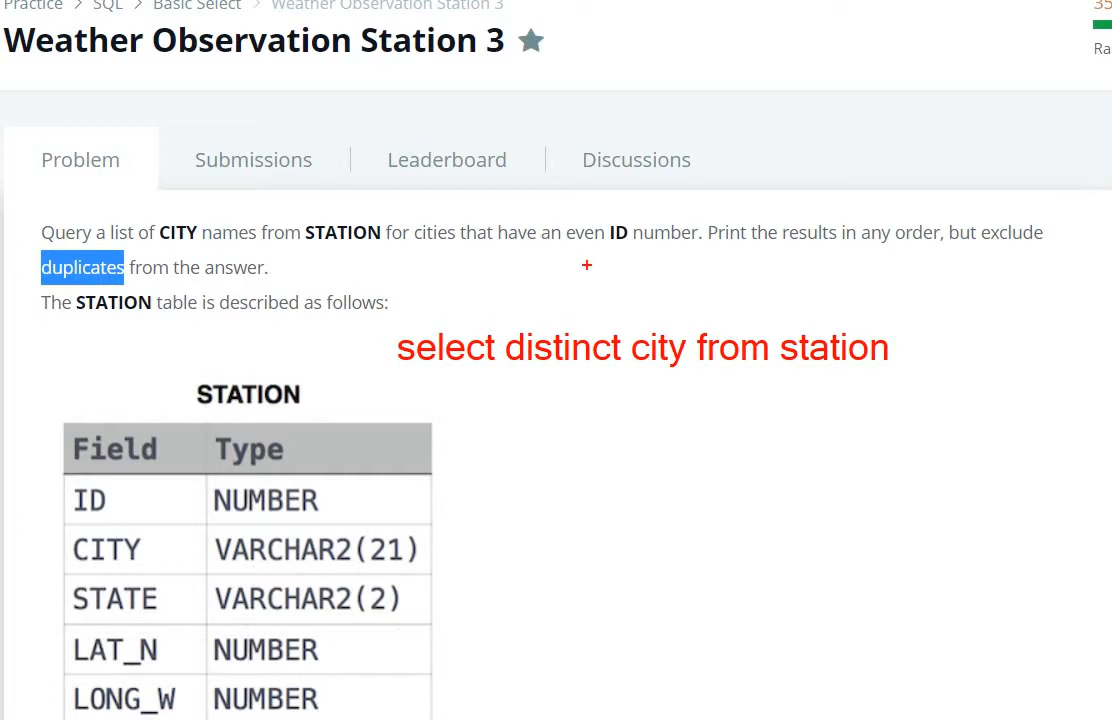 Practice > SQL > Basic Select > Weather Observation Station 3
35
Weather Observation Station 3
Ra
Problem
Submissions
Leaderboard
Discussions
Query a list of CITY names from STATION for cities that have an even ID number. Print the results in any order, but exclude
duplicates from the answer.
The STATION table is described as follows:
select distinct city from station
STATION
Field Type
ID NUMBER
CITY VARCHAR2(21)
STATE VARCHAR2(2)
LAT_N NUMBER
LONG_W NUMBER